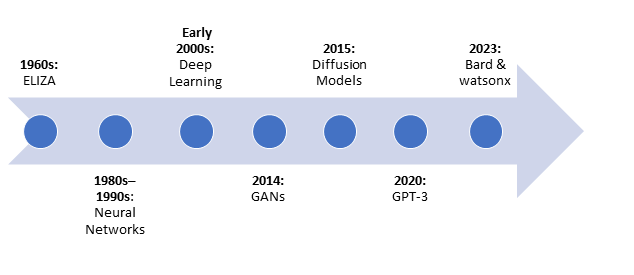 1960s:
ELIZA
1980s–
1990s:
Neural
Networks
Early
2000s:
Deep
Learning
2014:
GANs
2015:
Diffusion
Models
2020:
GPT-3
2023:
Bard &
watsonx